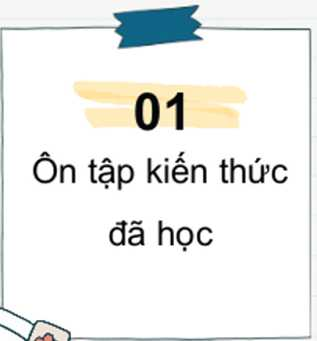 01
Ôn tập kiến thức
đã học